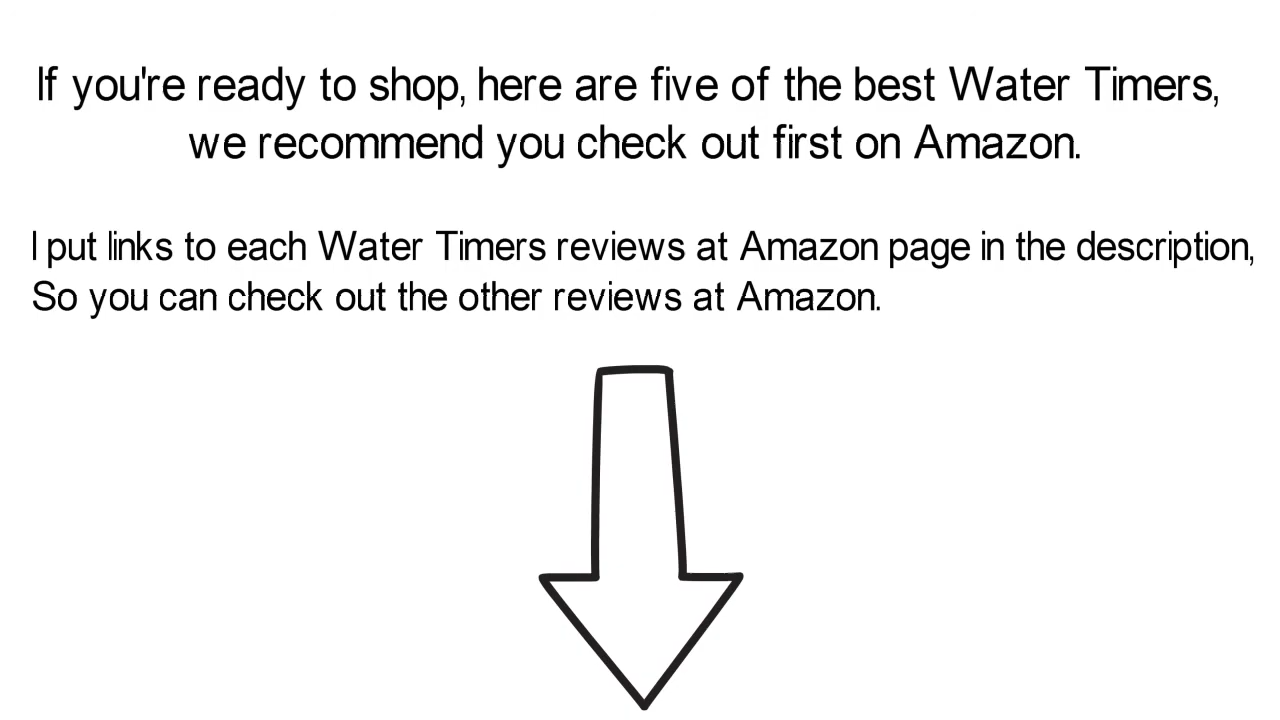 If you're ready to shop, here are five of the best Water Timers,
we recommend you check out first on Amazon.
I put links to each Water Timers reviews at Amazon page in the description,
So you can check out the other reviews at Amazon.